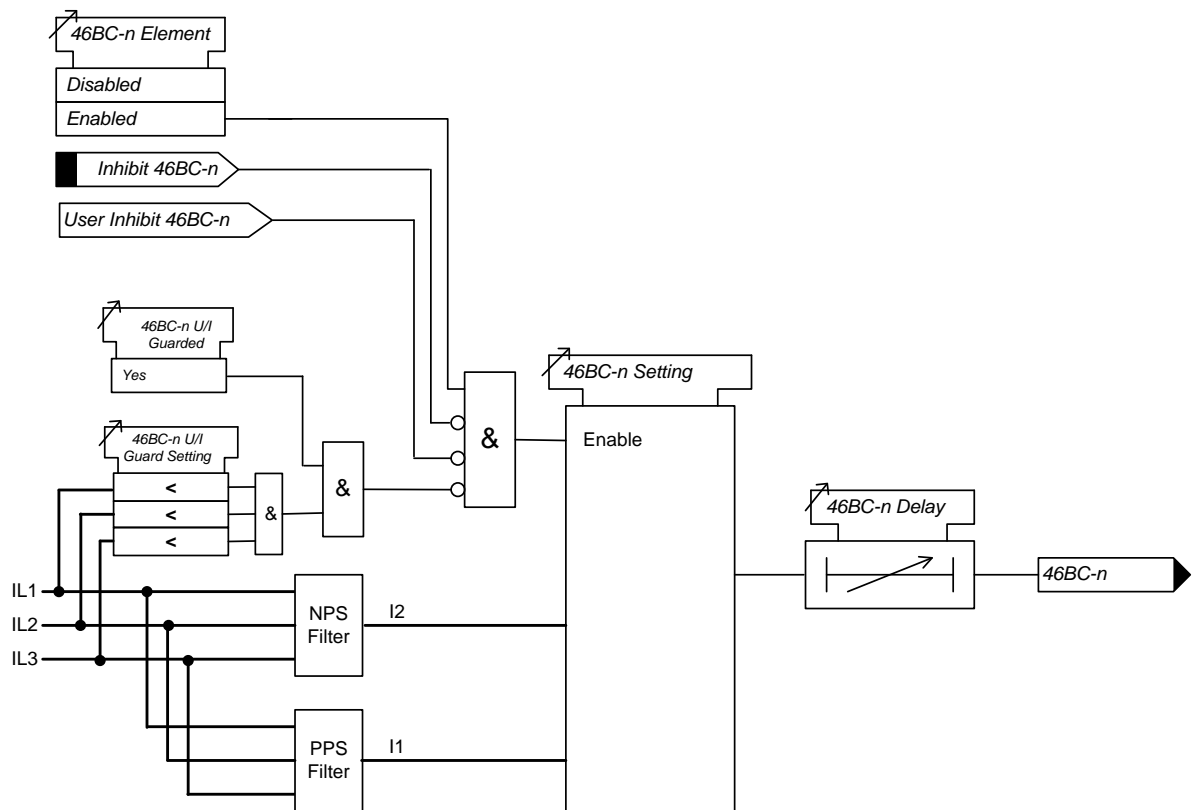 46BC-n Element
Disabled
Enabled
Inhibit 46BC-n
User Inhibit 46BC-n
46BC-n U/I
Guarded
Yes
46BC-n U/I
Guard Setting
<
<
<
&
&
&
46BC-n Setting
Enable
46BC-n Delay
46BC-n
IL1
IL2
IL3
NPS
Filter
I2
PPS
Filter
I1